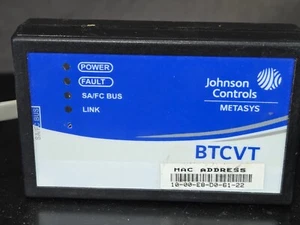 POWER
FAULT
SA/FC BUS
LINK
Johnson
Controls
METASYS
BTCVT
MAC ADDRESS
10-00-E8-D0-61-22